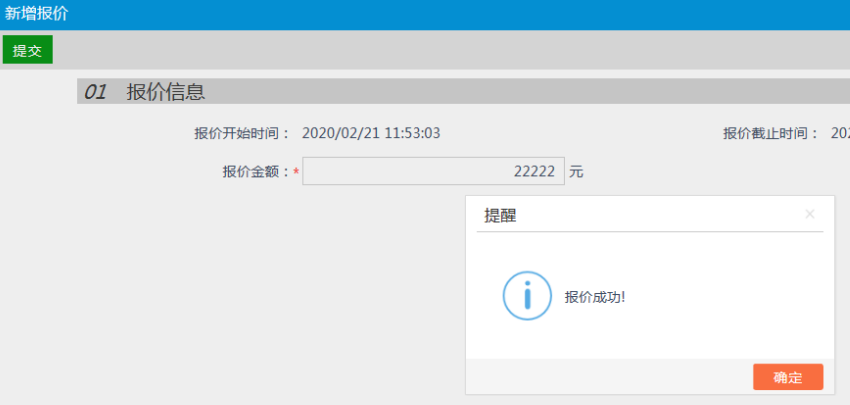 新增报价
提交
01 报价信息
报价开始时间： 2020/02/21 11:53:03 报价截止时间： 202
报价金额：* 22222 元
提醒 ×
报价成功!
确定